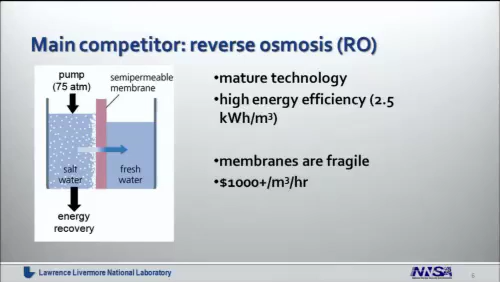 Main competitor: reverse osmosis (RO)
pump
(75 atm)
semipermeable
membrane
salt
water
fresh
water
energy
recovery
•mature technology
•high energy efficiency (2.5
kWh/m³)
•membranes are fragile
•$1000+/m³/hr
Lawrence Livermore National Laboratory
NNSA
6